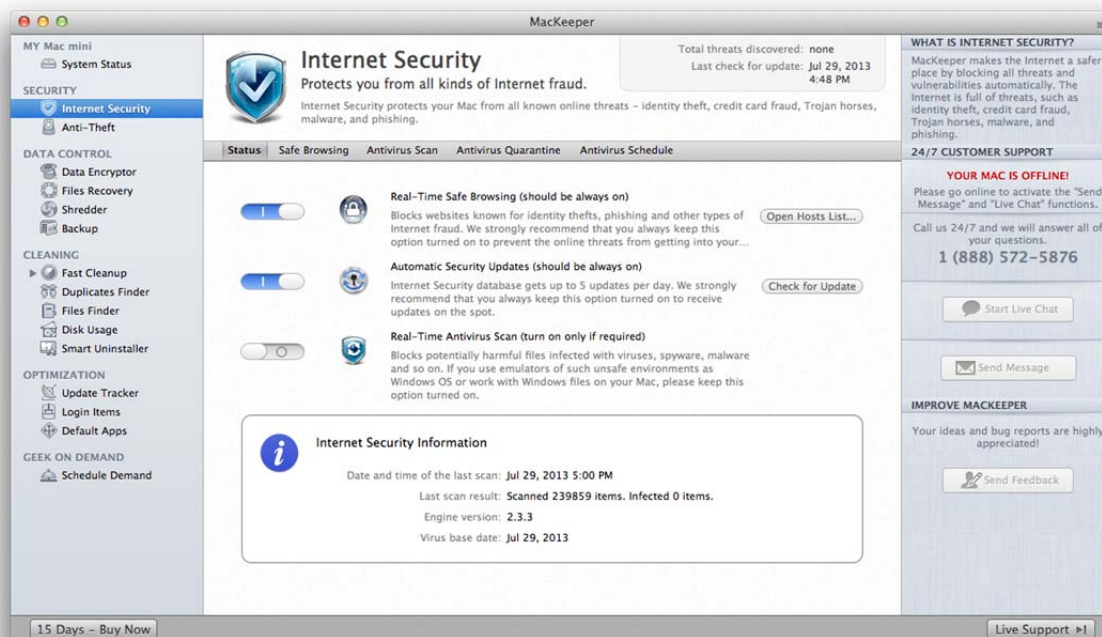 MacKeeper
MY Mac mini
System Status
SECURITY
Internet Security
Anti-Theft
DATA CONTROL
Data Encryptor
Files Recovery
Shredder
Backup
CLEANING
Fast Cleanup
Duplicates Finder
Files Finder
Disk Usage
Smart Uninstaller
OPTIMIZATION
Update Tracker
Login Items
Default Apps
GEEK ON DEMAND
Schedule Demand
15 Days – Buy Now
Internet Security
Protects you from all kinds of Internet fraud.
Total threats discovered: none
Last check for update: Jul 29, 2013
4:48 PM
Internet Security protects your Mac from all known online threats – identity theft, credit card fraud, Trojan horses,
malware, and phishing.
Status Safe Browsing Antivirus Scan Antivirus Quarantine Antivirus Schedule
Real-Time Safe Browsing (should be always on)
Blocks websites known for identity thefts, phishing and other types of
Internet fraud. We strongly recommend that you always keep this
option turned on to prevent the online threats from getting into your...
Open Hosts List...
Automatic Security Updates (should be always on)
Internet Security database gets up to 5 updates per day. We strongly
recommend that you always keep this option turned on to receive
updates on the spot.
Check for Update
Real-Time Antivirus Scan (turn on only if required)
Blocks potentially harmful files infected with viruses, spyware, malware
and so on. If you use emulators of such unsafe environments as
Windows OS or work with Windows files on your Mac, please keep this
option turned on.
Internet Security Information
Date and time of the last scan: Jul 29, 2013 5:00 PM
Last scan result: Scanned 239859 items. Infected 0 items.
Engine version: 2.3.3
Virus base date: Jul 29, 2013
WHAT IS INTERNET SECURITY?
MacKeeper makes the Internet a safer
place by blocking all threats and
vulnerabilities automatically. The
Internet is full of threats, such as
identity theft, credit card fraud,
Trojan horses, malware, and
phishing.
24/7 CUSTOMER SUPPORT
YOUR MAC IS OFFLINE!
Please go online to activate the "Send
Message" and "Live Chat" functions.
Call us 24/7 and we will answer all of
your questions.
1 (888) 572-5876
Start Live Chat
Send Message
IMPROVE MACKEEPER
Your ideas and bug reports are highly
appreciated!
Send Feedback
Live Support